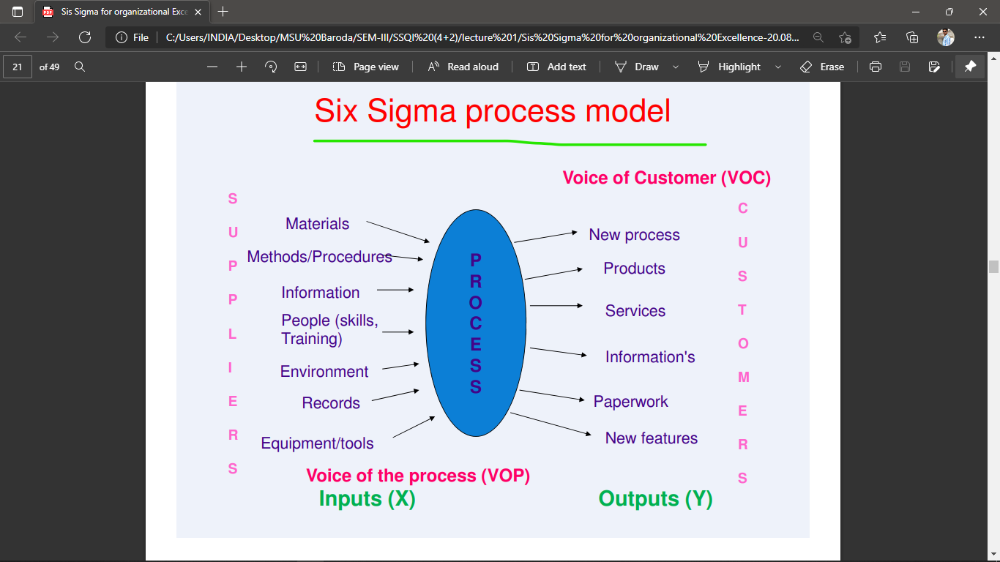 Sis Sigma for organizational Exce
File
C:/Users/INDIA/Desktop/MSU%20Baroda/SEM-III/SSQI%20(4+2)/lecture%201/Sis%20Sigma%20for%20organizational%20Excellence-20.08...
21 of 49
Page view
Read aloud
Add text
Draw
Highlight
Erase
Six Sigma process model
Voice of Customer (VOC)
SUPPLIERS
Materials
Methods/Procedures
Information
People (skills,
Training)
Environment
Records
Equipment/tools
PROCESS
New process
Products
Services
Information's
Paperwork
New features
CUSTOMERS
Voice of the process (VOP)
Inputs (X)
Outputs (Y)